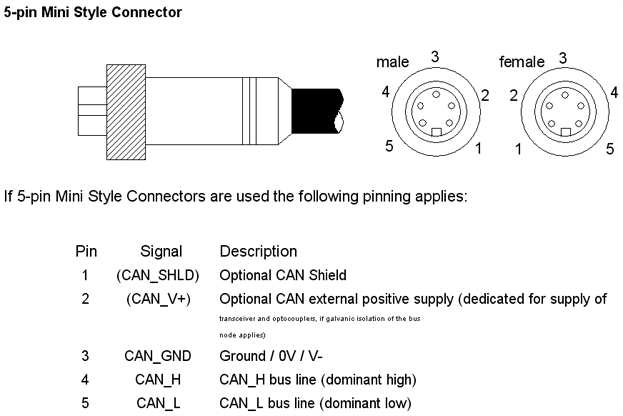 5-pin Mini Style Connector
male 3 female 3
4 2 2 4
5 1 1 5
If 5-pin Mini Style Connectors are used the following pinning applies:
Pin Signal Description
1 (CAN_SHLD) Optional CAN Shield
2 (CAN_V+) Optional CAN external positive supply (dedicated for supply of
transceiver and optocouplers, if galvanic isolation of the bus
node applies)
3 CAN_GND Ground / 0V / V-
4 CAN_H CAN_H bus line (dominant high)
5 CAN_L CAN_L bus line (dominant low)